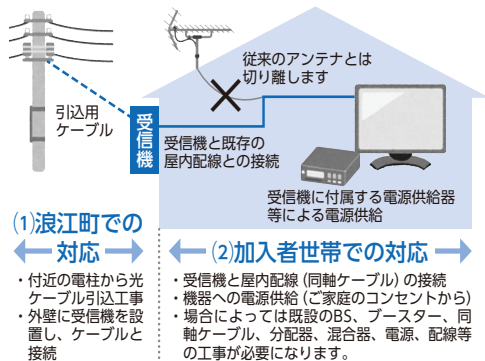 従来のアンテナとは
切り離します
引込用
ケーブル
受信機
受信機と既存の
屋内配線との接続
受信機に付属する電源供給器
等による電源供給
⑴浪江町での
対応
・付近の電柱から光
ケーブル引込工事
・外壁に受信機を設
置し、ケーブルと
接続
⑵加入者世帯での対応
・受信機と屋内配線（同軸ケーブル）の接続
・機器への電源供給（ご家庭のコンセントから）
・場合によっては既設のBS、ブースター、同
軸ケーブル、分配器、混合器、電源、配線等
の工事が必要になります。